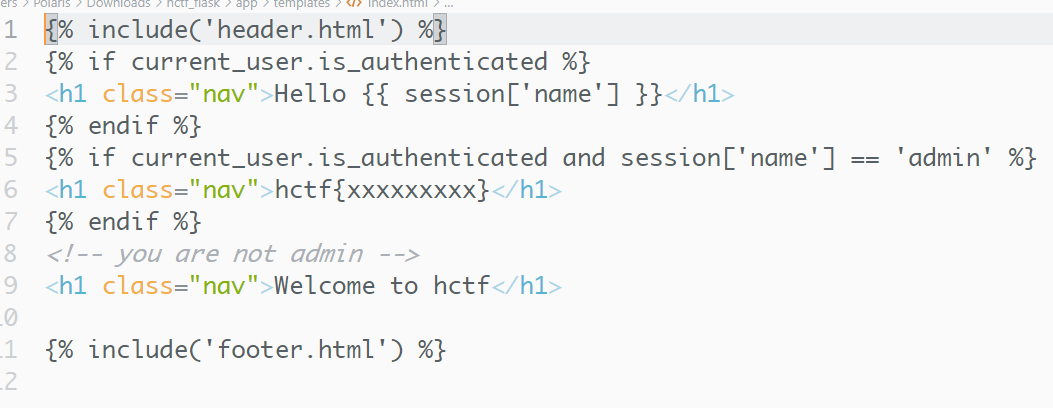 ers > Polaris > Downloads > hctf_flask > app > templates > </> index.html > ...
1 {% include('header.html') %}
2 {% if current_user.is_authenticated %}
3 <h1 class="nav">Hello {{ session['name'] }}</h1>
4 {% endif %}
5 {% if current_user.is_authenticated and session['name'] == 'admin' %}
6 <h1 class="nav">hctf{xxxxxxxxx}</h1>
7 {% endif %}
8 <!-- you are not admin -->
9 <h1 class="nav">Welcome to hctf</h1>
10
11 {% include('footer.html') %}
12